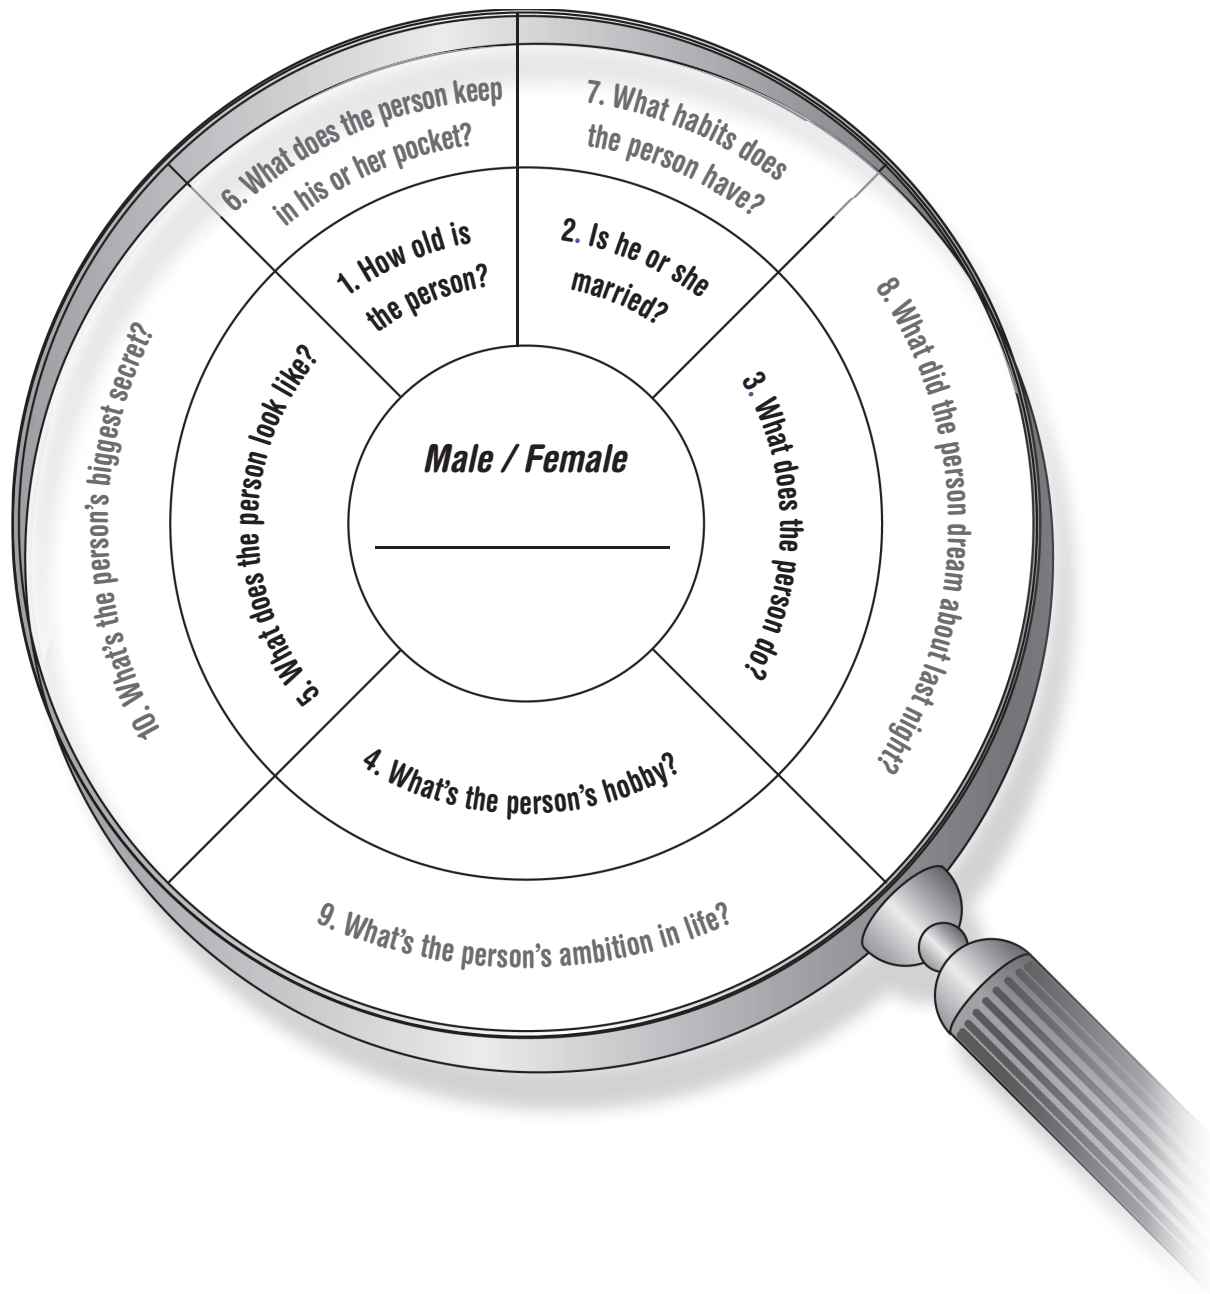 Male / Female
1. How old is
the person?
2. Is he or she
married?
3. What does the person do?
4. What's the person's hobby?
5. What does the person look like?
6. What does the person keep
in his or her pocket?
7. What habits does
the person have?
8. What did the person dream about last night?
9. What's the person's ambition in life?
10. What's the person's biggest secret?